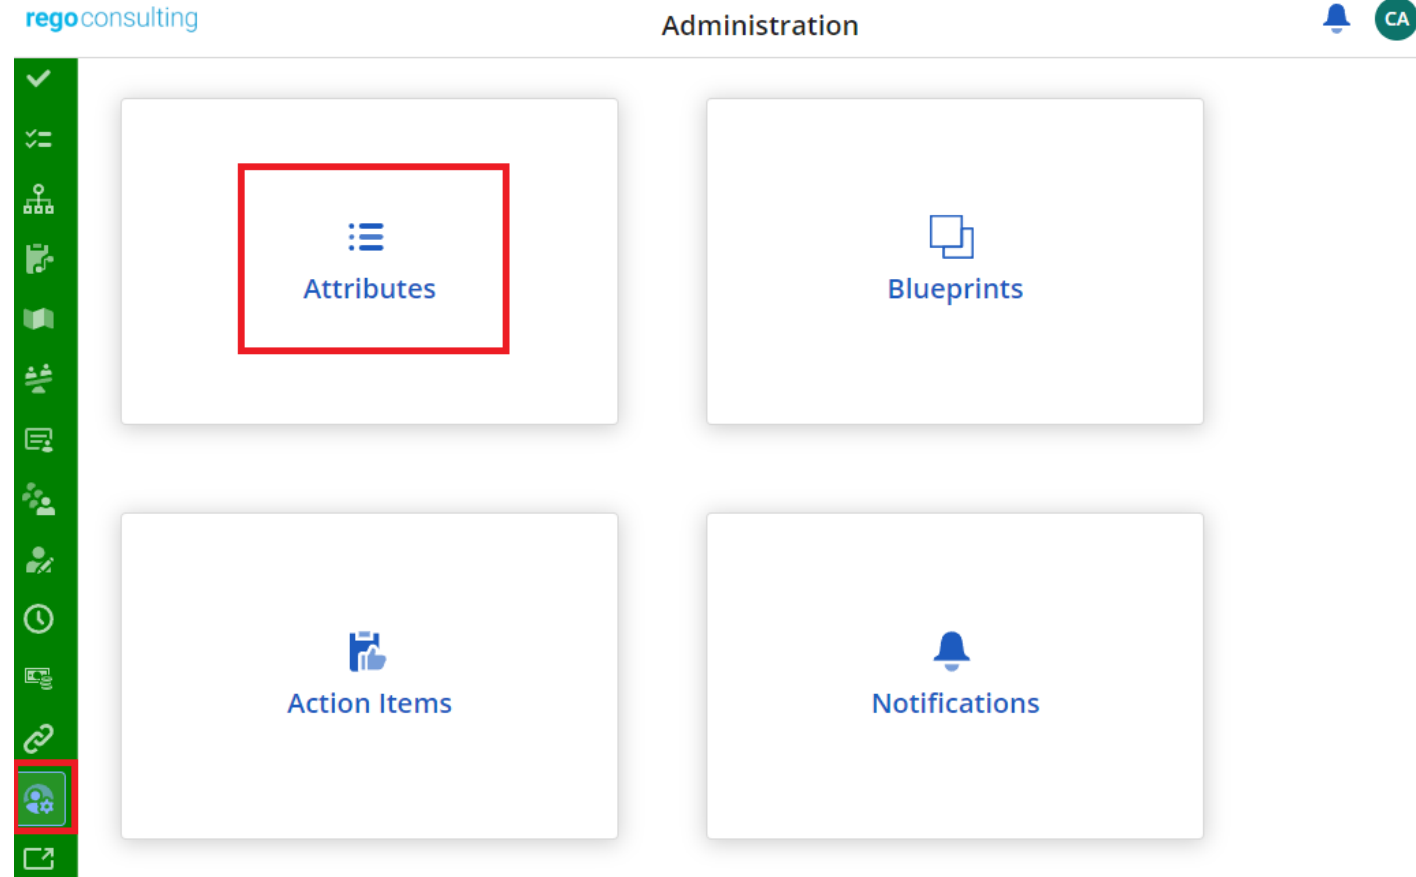 regoconsulting
Administration
CA
Attributes
Blueprints
Action Items
Notifications